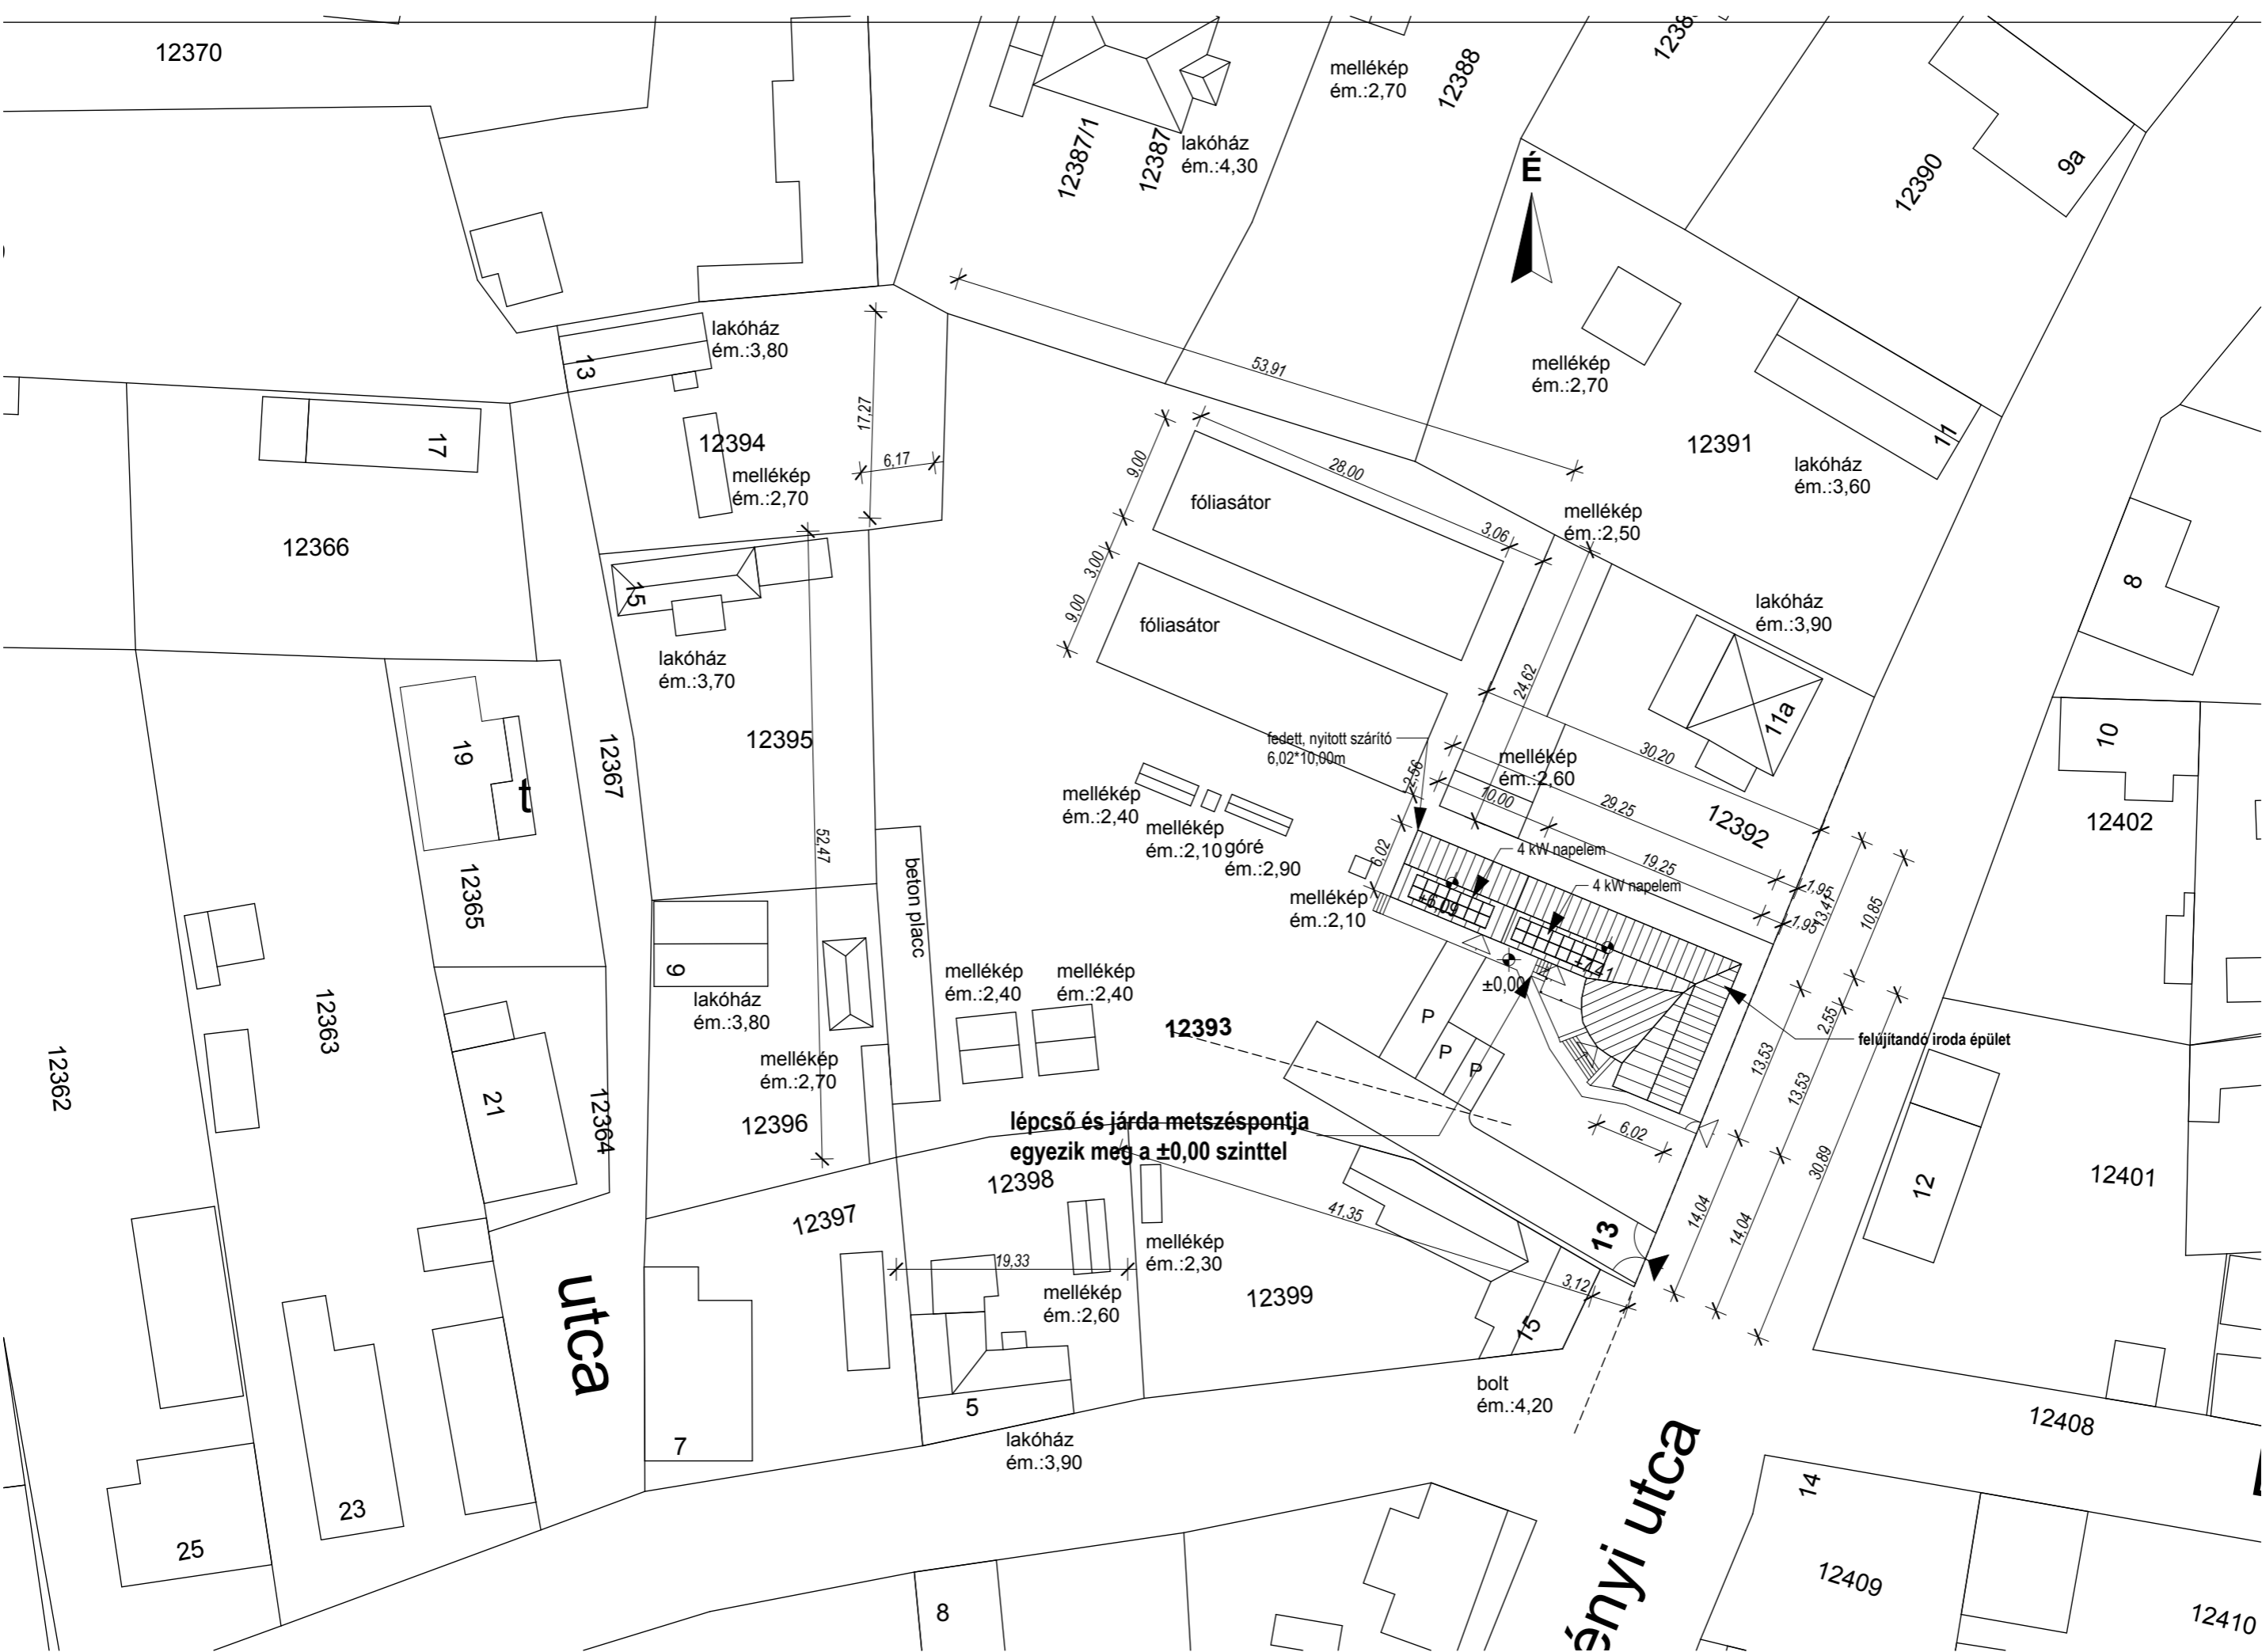 12370
12387/1
12387
lakóház
ém.:4,30
mellékép
ém.:2,70
12388
É
12390
9a
lakóház
ém.:3,80
13
17
12394
mellékép
ém.:2,70
17,27
6,17
53,91
mellékép
ém.:2,70
12391
11
lakóház
ém.:3,60
12366
9,00
28,00
fóliasátor
3,06
mellékép
ém.:2,50
3,00
9,00
fóliasátor
15
lakóház
ém.:3,70
lakóház
ém.:3,90
8
24,62
11a
19
t
12367
12395
fedett, nyitott szárító
6,02*10,00m
2,56
mellékép
ém.:2,60
30,20
10
10,00
29,25
12392
12402
mellékép
ém.:2,40
mellékép
ém.:2,10
góré
ém.:2,90
52,47
beton placc
6,02
4 kW napelem
4 kW napelem
19,25
1,95
1,95
13,41
10,85
12365
mellékép
ém.:2,10
+6,09
+7,41
±0,00
9
lakóház
ém.:3,80
mellékép
ém.:2,40
mellékép
ém.:2,40
12393
P
P
P
2,55
felújítandó iroda épület
12363
12362
21
12364
mellékép
ém.:2,70
12396
13,53
13,53
lépcső és járda metszéspontja
egyezik meg a ±0,00 szinttel
6,02
30,89
12
12401
12398
12397
41,35
14,04
14,04
13
19,33
mellékép
ém.:2,30
mellékép
ém.:2,60
12399
3,12
15
utca
7
5
lakóház
ém.:3,90
bolt
ém.:4,20
12408
23
25
ényi utca
14
12409
8
12410